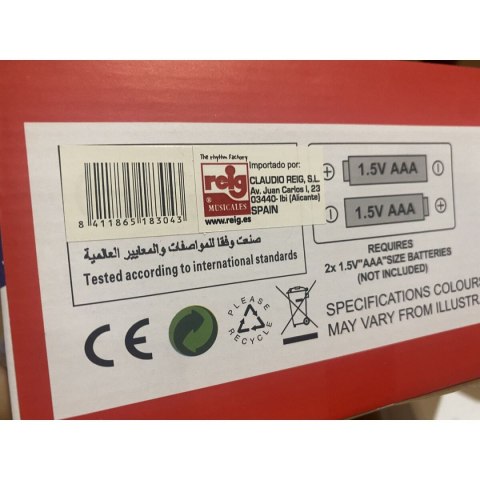 8 411865 183043
The rhythm factory
reig
®
MUSICALES
www.reig.es
Importado por:
CLAUDIO REIG, S.L.
Av. Juan Carlos I, 23
03440- Ibi (Alicante)
SPAIN
صنعت وفقا للمواصفات والمعايير العالمية
Tested according to international standards
1.5V AAA
1.5V AAA
REQUIRES
2x 1.5V"AAA"SIZE BATTERIES
(NOT INCLUDED)
CE
PLEASE RECYCLE
SPECIFICATIONS COLOURS
MAY VARY FROM ILLUSTR